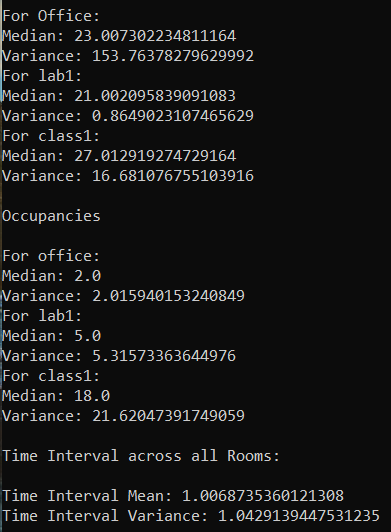 For Office:
Median: 23.007302234811164
Variance: 153.76378279629992
For lab1:
Median: 21.002095839091083
Variance: 0.8649023107465629
For class1:
Median: 27.012919274729164
Variance: 16.681076755103916
Occupancies
For office:
Median: 2.0
Variance: 2.015940153240849
For lab1:
Median: 5.0
Variance: 5.31573363644976
For class1:
Median: 18.0
Variance: 21.62047391749059
Time Interval across all Rooms:
Time Interval Mean: 1.0068735360121308
Time Interval Variance: 1.0429139447531235